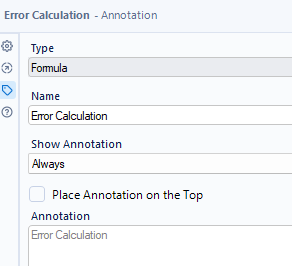 Error Calculation - Annotation
Type
Formula
Name
Error Calculation
Show Annotation
Always
Place Annotation on the Top
Annotation
Error Calculation